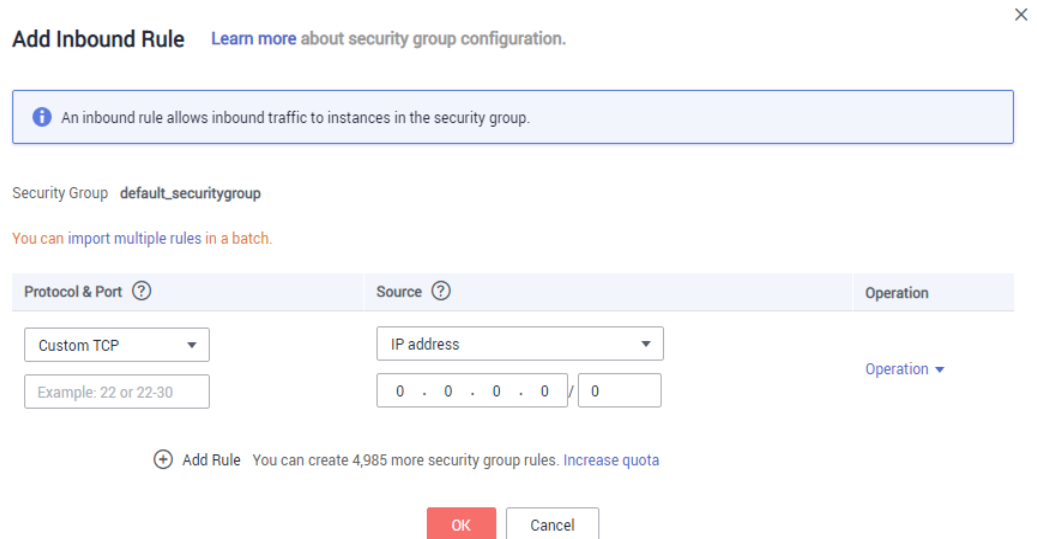 Add Inbound Rule Learn more about security group configuration.
An inbound rule allows inbound traffic to instances in the security group.
Security Group default_securitygroup
You can import multiple rules in a batch.
Protocol & Port Source Operation
Custom TCP IP address
Operation
Example: 22 or 22-30 0 . 0 . 0 . 0 / 0
Add Rule You can create 4,985 more security group rules. Increase quota
OK Cancel